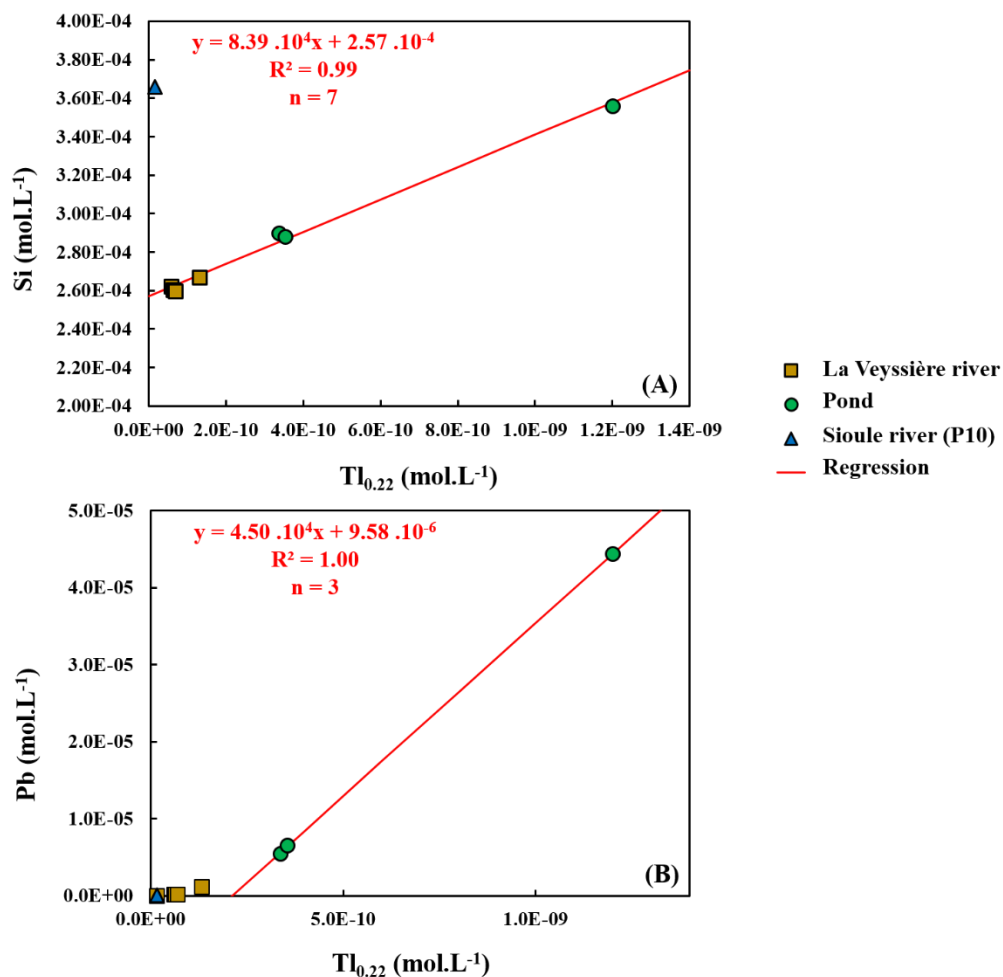 4.00E-04
3.80E-04
3.60E-04
3.40E-04
3.20E-04
3.00E-04
2.80E-04
2.60E-04
2.40E-04
2.20E-04
2.00E-04
Si (mol.L⁻¹)
y = 8.39 .10⁴x + 2.57 .10⁻⁴
R² = 0.99
n = 7
(A)
0.0E+00 2.0E-10 4.0E-10 6.0E-10 8.0E-10 1.0E-09 1.2E-09 1.4E-09
Tl₀.₂₂ (mol.L⁻¹)
La Veyssière river
Pond
Sioule river (P10)
Regression
5.0E-05
4.0E-05
3.0E-05
2.0E-05
1.0E-05
0.0E+00
Pb (mol.L⁻¹)
y = 4.50 .10⁴x + 9.58 .10⁻⁶
R² = 1.00
n = 3
(B)
0.0E+00 5.0E-10 1.0E-09
Tl₀.₂₂ (mol.L⁻¹)